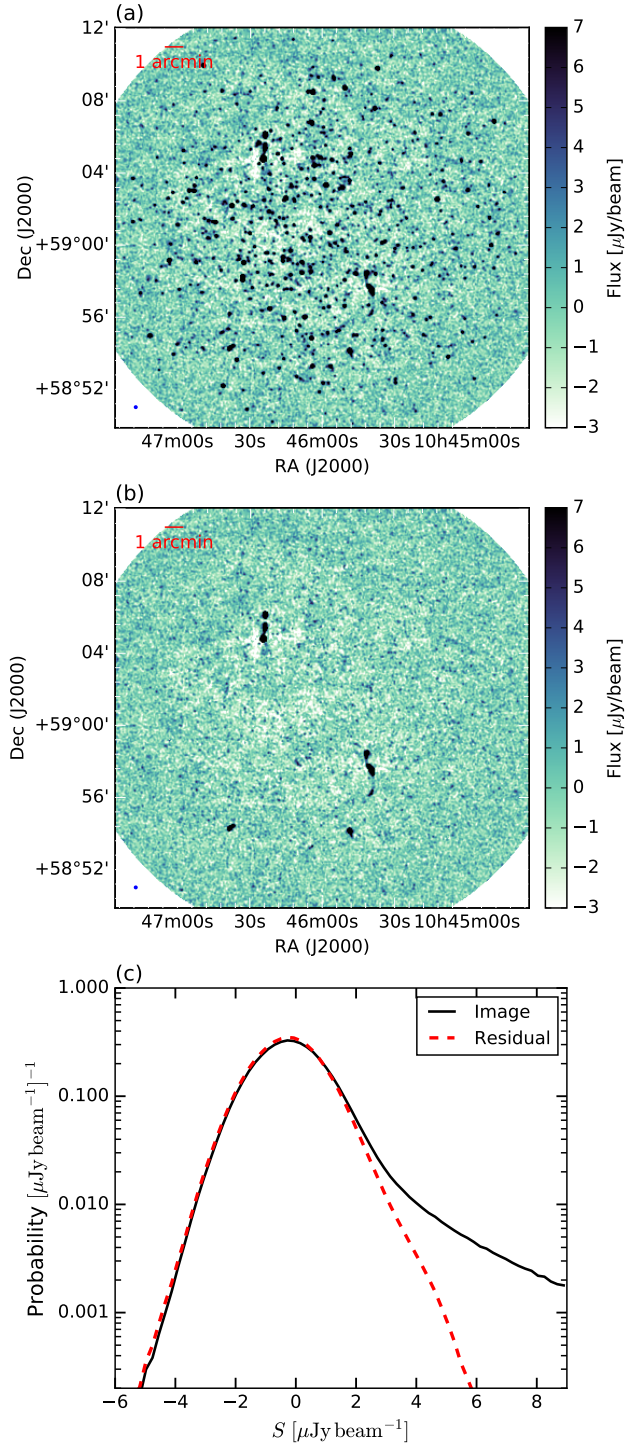 (a)
12'
1 arcmin
08'
04'
+59°00'
56'
+58°52'
Dec (J2000)
47m00s 30s 46m00s 30s 10h45m00s
RA (J2000)
7
6
5
4
3
2
1
0
−1
−2
−3
Flux [μJy/beam]
(b)
12'
1 arcmin
08'
04'
+59°00'
56'
+58°52'
Dec (J2000)
47m00s 30s 46m00s 30s 10h45m00s
RA (J2000)
7
6
5
4
3
2
1
0
−1
−2
−3
Flux [μJy/beam]
(c)
1.000
0.100
0.010
0.001
Probability [μJy beam⁻¹]⁻¹
Image
Residual
−6 −4 −2 0 2 4 6 8
S [μJy beam⁻¹]